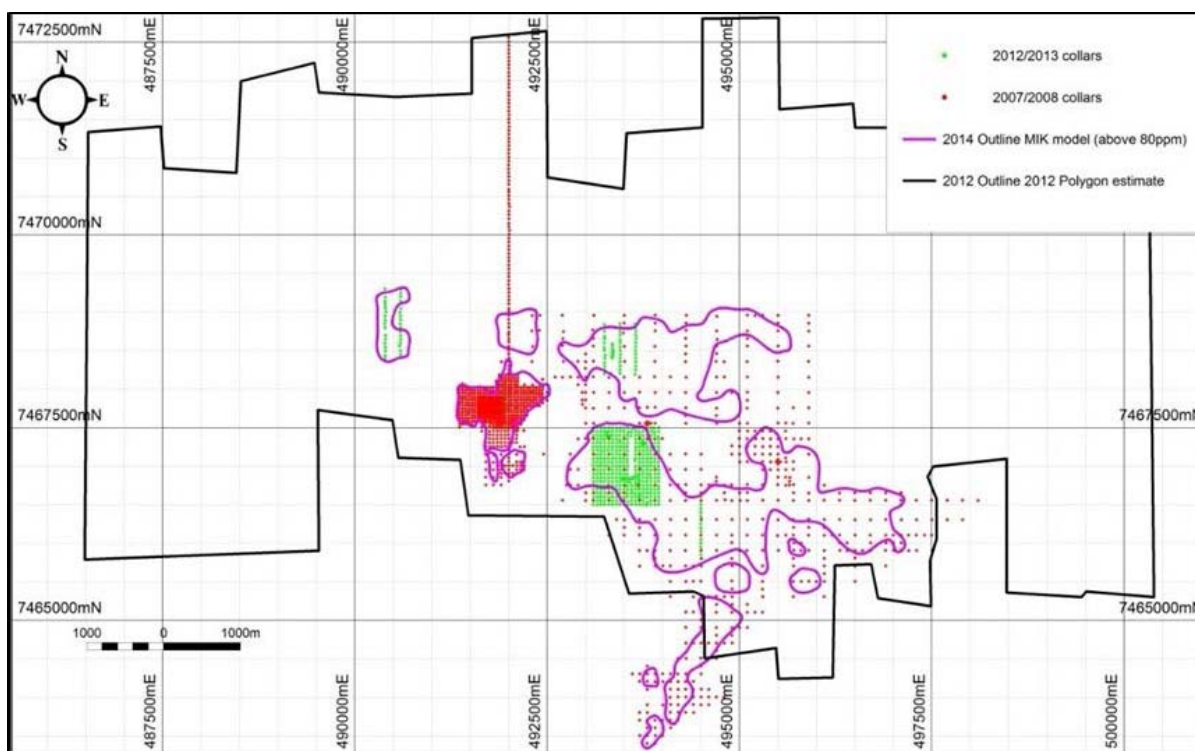 7472500mN
487500mE
490000mE
492500mE
495000mE
N
W
E
S
2012/2013 collars
2007/2008 collars
2014 Outline MIK model (above 80ppm)
2012 Outline 2012 Polygon estimate
7470000mN
7467500mN
7467500mN
7465000mN
7465000mN
1000 0 1000m
487500mE
490000mE
492500mE
495000mE
497500mE
500000mE